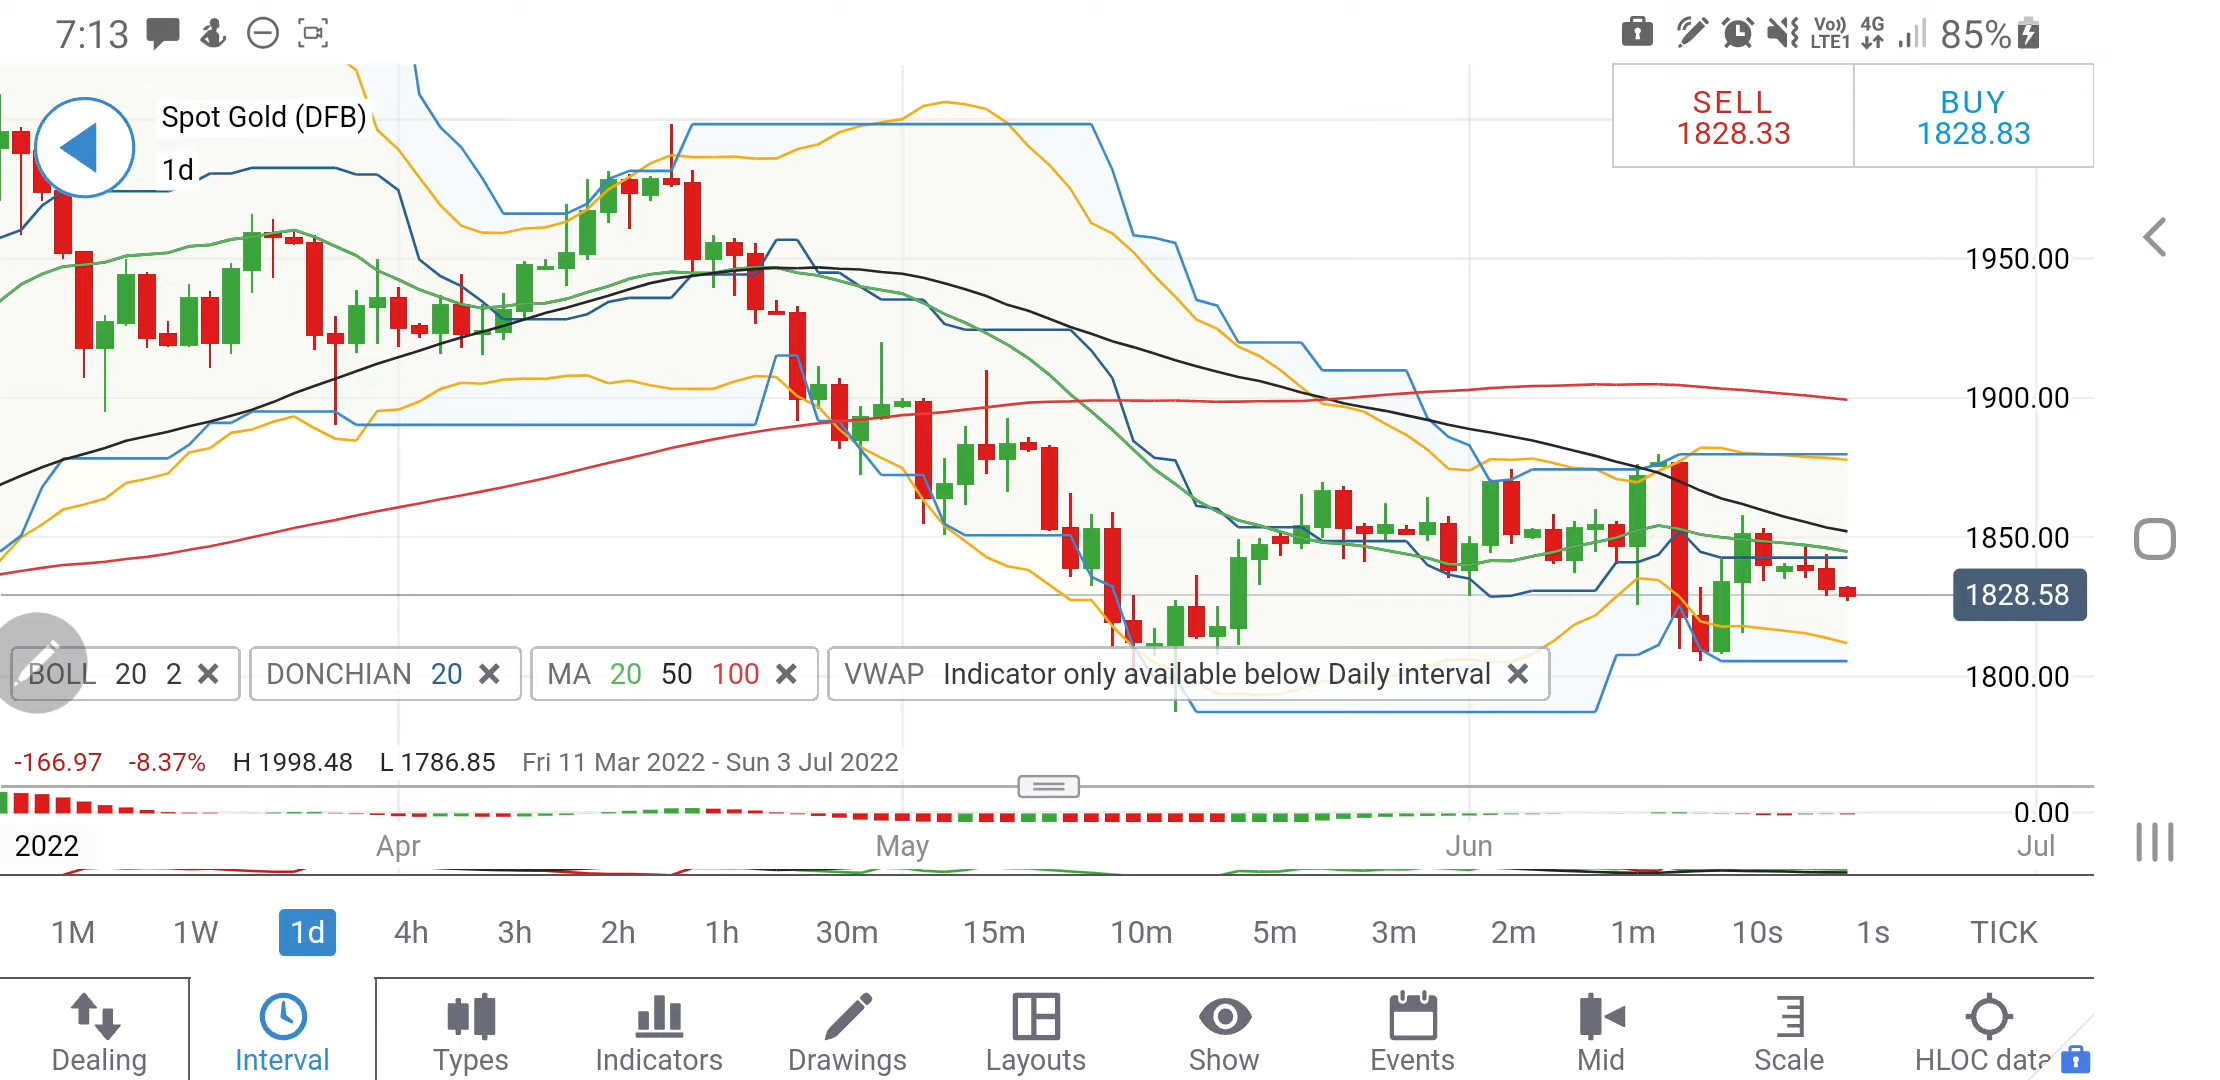 7:13
Vo))
LTE1
4G
85%
Spot Gold (DFB)
1d
SELL
1828.33
BUY
1828.83
1950.00
1900.00
1850.00
1828.58
1800.00
BOLL 20 2
DONCHIAN 20
MA 20 50 100
VWAP Indicator only available below Daily interval
-166.97 -8.37% H 1998.48 L 1786.85 Fri 11 Mar 2022 - Sun 3 Jul 2022
0.00
2022 Apr May Jun Jul
1M 1W 1d 4h 3h 2h 1h 30m 15m 10m 5m 3m 2m 1m 10s 1s TICK
Dealing Interval Types Indicators Drawings Layouts Show Events Mid Scale HLOC data